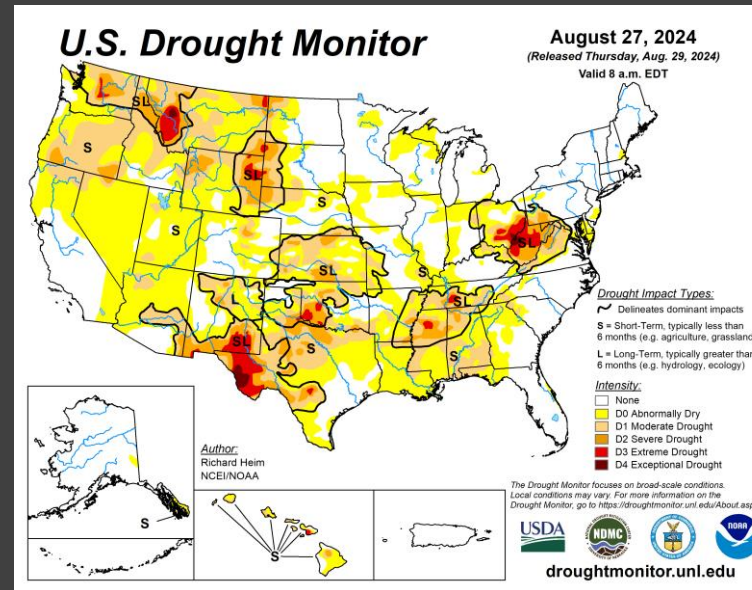 U.S. Drought Monitor
August 27, 2024
(Released Thursday, Aug. 29, 2024)
Valid 8 a.m. EDT
SL
S
SL
S
S
SL
SL
S
L
SL
SL
S
SL
S
Drought Impact Types:
Delineates dominant impacts
S = Short-Term, typically less than
6 months (e.g. agriculture, grassland
L = Long-Term, typically greater than
6 months (e.g. hydrology, ecology)
Intensity:
None
D0 Abnormally Dry
D1 Moderate Drought
D2 Severe Drought
D3 Extreme Drought
D4 Exceptional Drought
Author:
Richard Heim
NCEI/NOAA
S
S
The Drought Monitor focuses on broad-scale conditions.
Local conditions may vary. For more information on the
Drought Monitor, go to https://droughtmonitor.unl.edu/About.asp
USDA
NDMC
NOAA
droughtmonitor.unl.edu